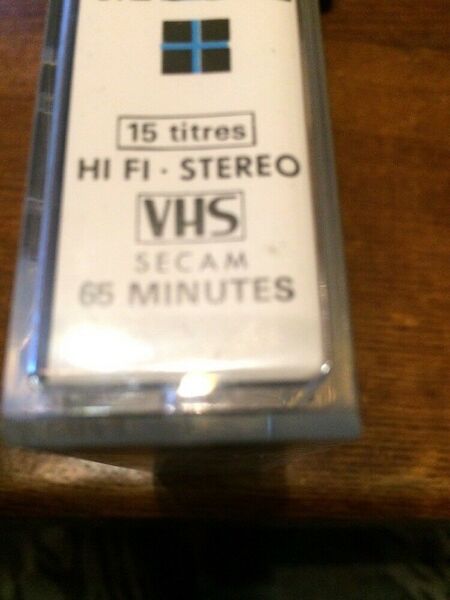 15 titres
HI FI · STEREO
VHS
SECAM
65 MINUTES